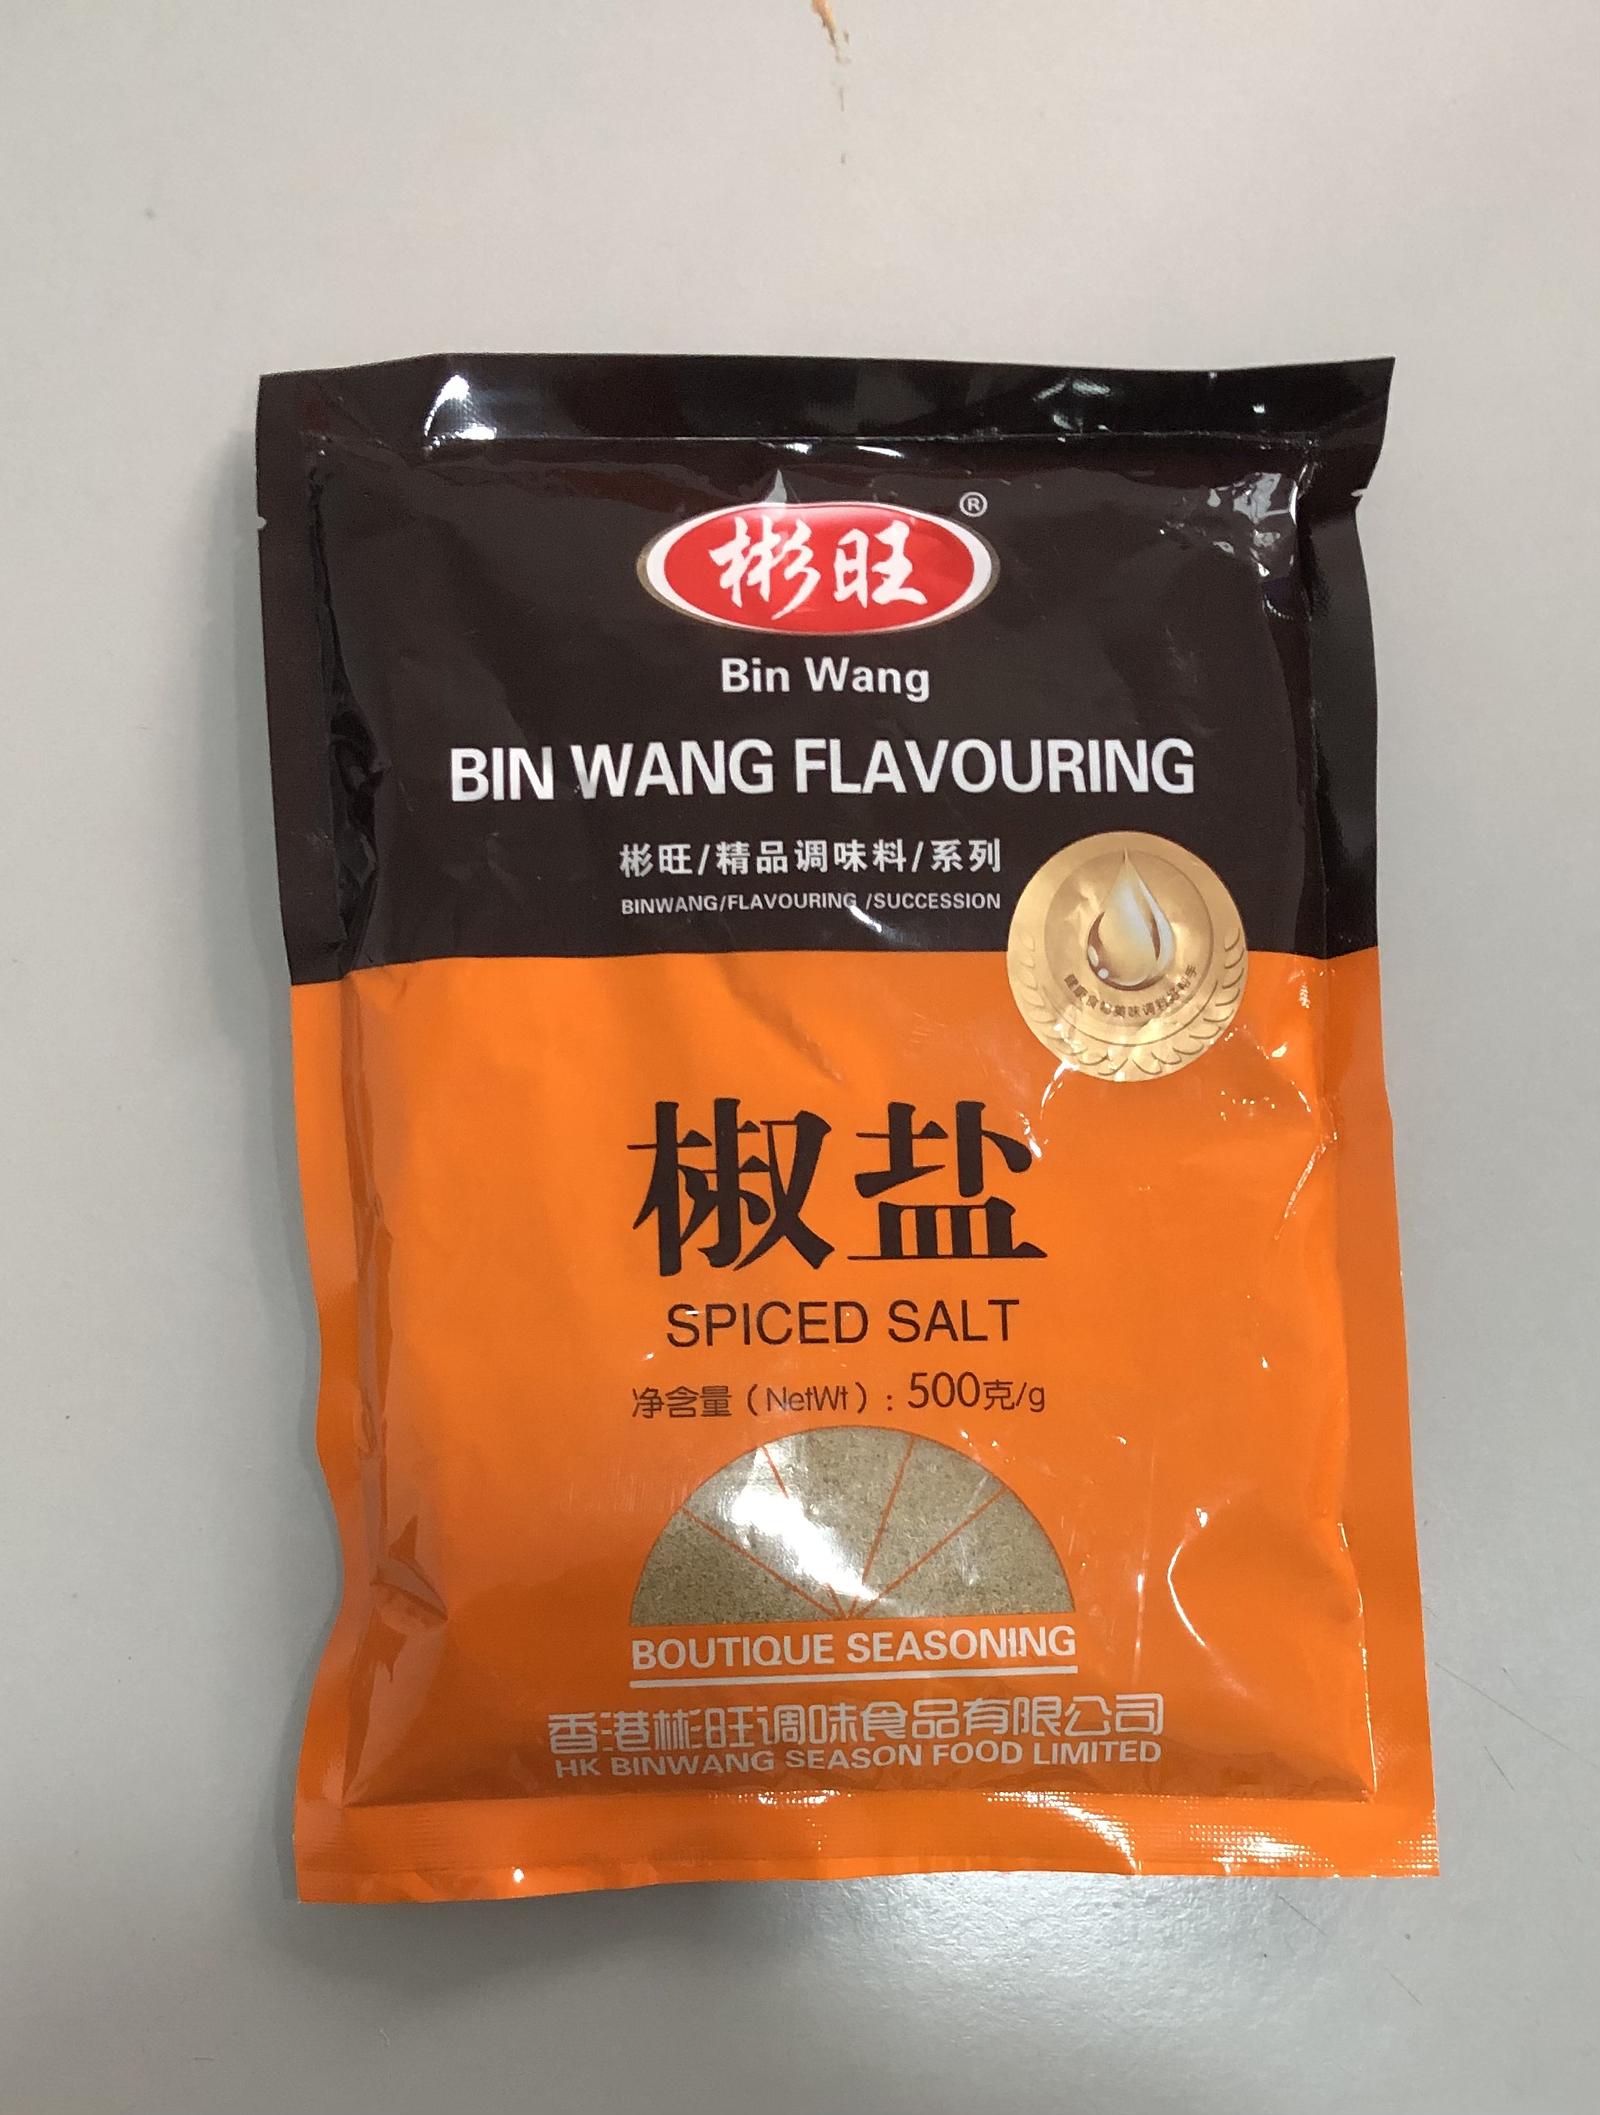 彬旺®
Bin Wang
BIN WANG FLAVOURING
彬旺/精品调味料/系列
BINWANG/FLAVOURING /SUCCESSION
椒盐
SPICED SALT
净含量（NetWt）: 500克/g
BOUTIQUE SEASONING
香港彬旺调味食品有限公司
HK BINWANG SEASON FOOD LIMITED